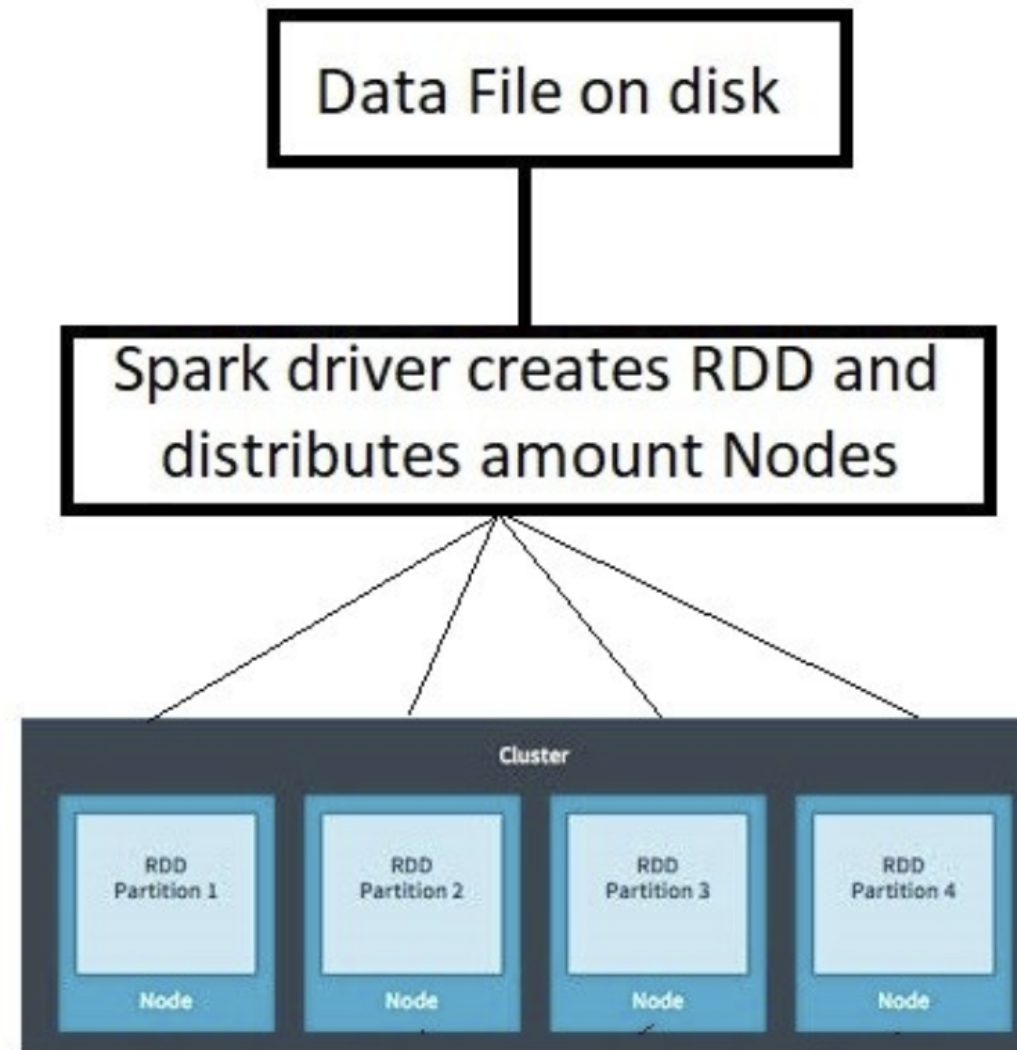 Data File on disk
Spark driver creates RDD and
distributes amount Nodes
Cluster
RDD
Partition 1
Node
RDD
Partition 2
Node
RDD
Partition 3
Node
RDD
Partition 4
Node